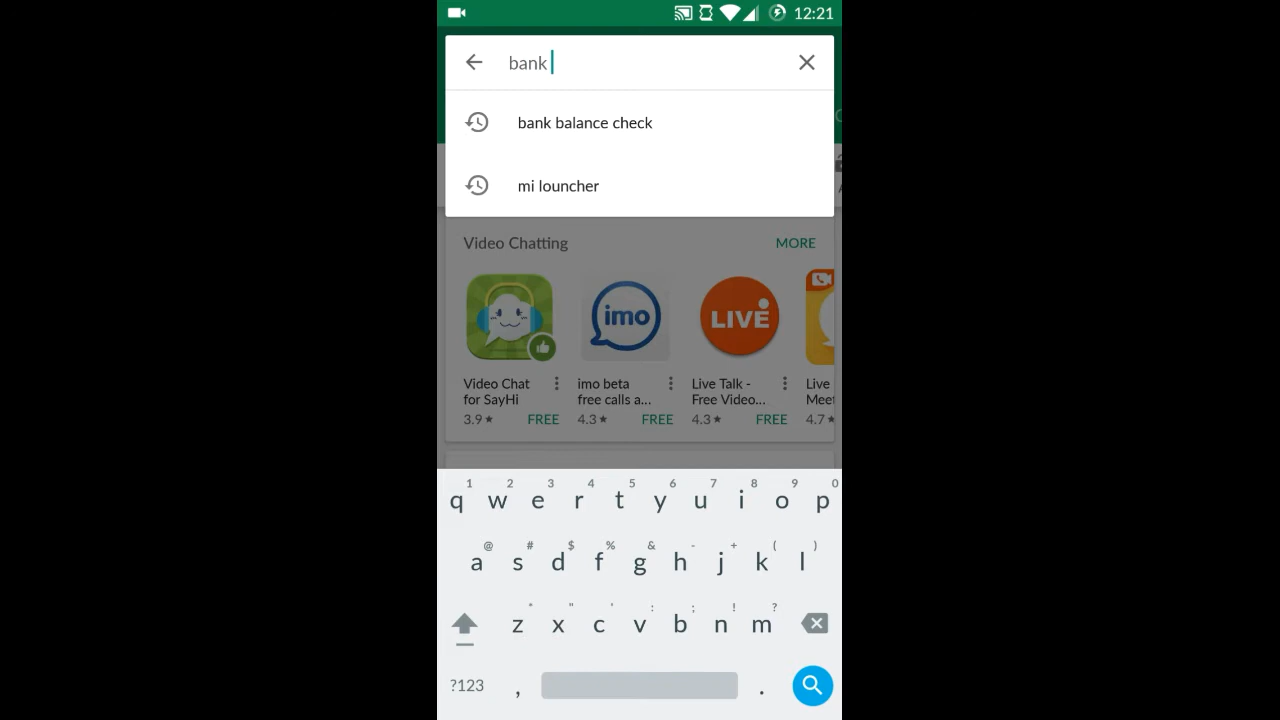 12:21
bank
bank balance check
mi louncher
Video Chatting MORE
imo LIVE
Video Chat for SayHi
3.9 FREE
imo beta free calls a...
4.3 FREE
Live Talk - Free Video...
4.3 FREE
Live
Meet
4.7
1 2 3 4 5 6 7 8 9 0
q w e r t y u i o p
@ # $ % & - + ( )
a s d f g h j k l
* " ' : ; ! ?
z x c v b n m
?123 , .